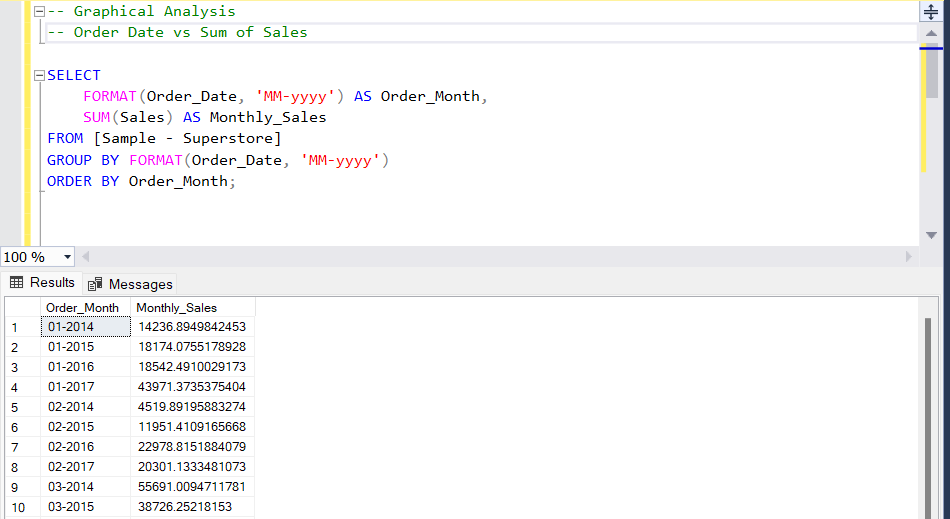 -- Graphical Analysis
-- Order Date vs Sum of Sales
SELECT
FORMAT(Order_Date, 'MM-yyyy') AS Order_Month,
SUM(Sales) AS Monthly_Sales
FROM [Sample - Superstore]
GROUP BY FORMAT(Order_Date, 'MM-yyyy')
ORDER BY Order_Month;
100 %
Results Messages
Order_Month Monthly_Sales
1 01-2014 14236.8949842453
2 01-2015 18174.0755178928
3 01-2016 18542.4910029173
4 01-2017 43971.3735375404
5 02-2014 4519.89195883274
6 02-2015 11951.4109165668
7 02-2016 22978.8151884079
8 02-2017 20301.1333481073
9 03-2014 55691.0094711781
10 03-2015 38726.25218153